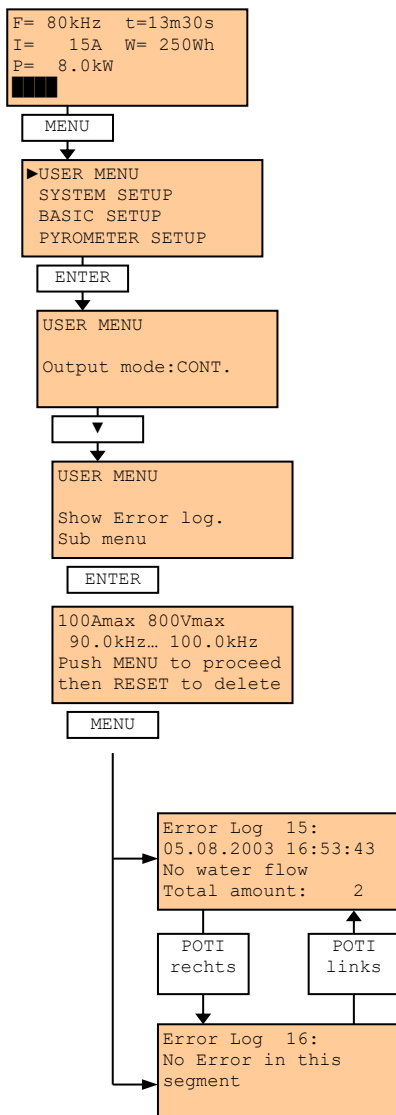 F= 80kHz t=13m30s
I= 15A W= 250Wh
P= 8.0kW
MENU
►USER MENU
SYSTEM SETUP
BASIC SETUP
PYROMETER SETUP
ENTER
USER MENU
Output mode:CONT.
▼
USER MENU
Show Error log.
Sub menu
ENTER
100Amax 800Vmax
90.0kHz… 100.0kHz
Push MENU to proceed
then RESET to delete
MENU
Error Log 15:
05.08.2003 16:53:43
No water flow
Total amount: 2
POTI
rechts
POTI
links
Error Log 16:
No Error in this
segment